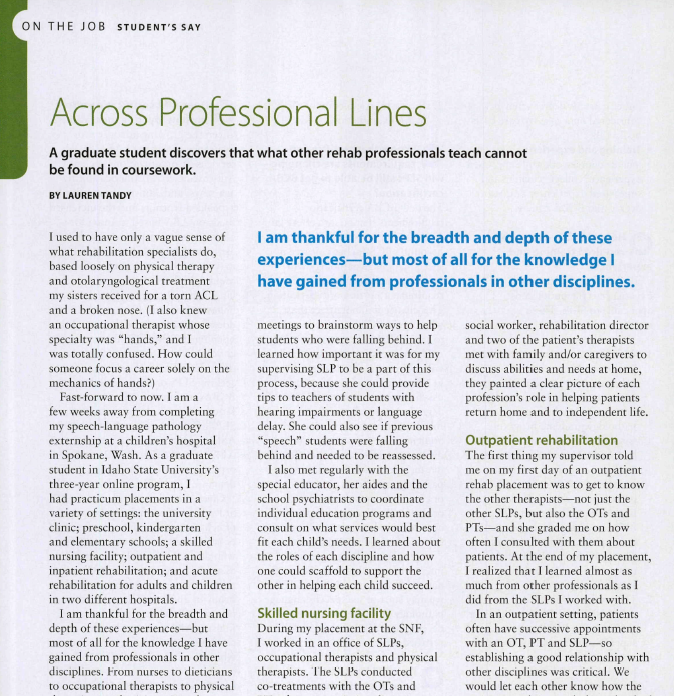 ON THE JOB STUDENT'S SAY
Across Professional Lines
A graduate student discovers that what other rehab professionals teach cannot
be found in coursework.
BY LAUREN TANDY
I used to have only a vague sense of
what rehabilitation specialists do,
based loosely on physical therapy
and otolaryngological treatment
my sisters received for a torn ACL
and a broken nose. (I also knew
an occupational therapist whose
specialty was “hands,” and I
was totally confused. How could
someone focus a career solely on the
mechanics of hands?)
Fast-forward to now. I am a
few weeks away from completing
my speech-language pathology
externship at a children's hospital
in Spokane, Wash. As a graduate
student in Idaho State University's
three-year online program, I
had practicum placements in a
variety of settings: the university
clinic; preschool, kindergarten
and elementary schools; a skilled
nursing facility; outpatient and
inpatient rehabilitation; and acute
rehabilitation for adults and children
in two different hospitals.
I am thankful for the breadth and
depth of these experiences—but
most of all for the knowledge I have
gained from professionals in other
disciplines. From nurses to dieticians
to occupational therapists to physical
I am thankful for the breadth and depth of these
experiences—but most of all for the knowledge I
have gained from professionals in other disciplines.
meetings to brainstorm ways to help
students who were falling behind. I
learned how important it was for my
supervising SLP to be a part of this
process, because she could provide
tips to teachers of students with
hearing impairments or language
delay. She could also see if previous
“speech” students were falling
behind and needed to be reassessed.
I also met regularly with the
special educator, her aides and the
school psychiatrists to coordinate
individual education programs and
consult on what services would best
fit each child's needs. I learned about
the roles of each discipline and how
one could scaffold to support the
other in helping each child succeed.
Skilled nursing facility
During my placement at the SNF,
I worked in an office of SLPs,
occupational therapists and physical
therapists. The SLPs conducted
co-treatments with the OTs and
social worker, rehabilitation director
and two of the patient's therapists
met with family and/or caregivers to
discuss abilities and needs at home,
they painted a clear picture of each
profession's role in helping patients
return home and to independent life.
Outpatient rehabilitation
The first thing my supervisor told
me on my first day of an outpatient
rehab placement was to get to know
the other therapists—not just the
other SLPs, but also the OTs and
PTs—and she graded me on how
often I consulted with them about
patients. At the end of my placement,
I realized that I learned almost as
much from other professionals as I
did from the SLPs I worked with.
In an outpatient setting, patients
often have successive appointments
with an OT, PT and SLP—so
establishing a good relationship with
other disciplines was critical. We
would let each other know how the